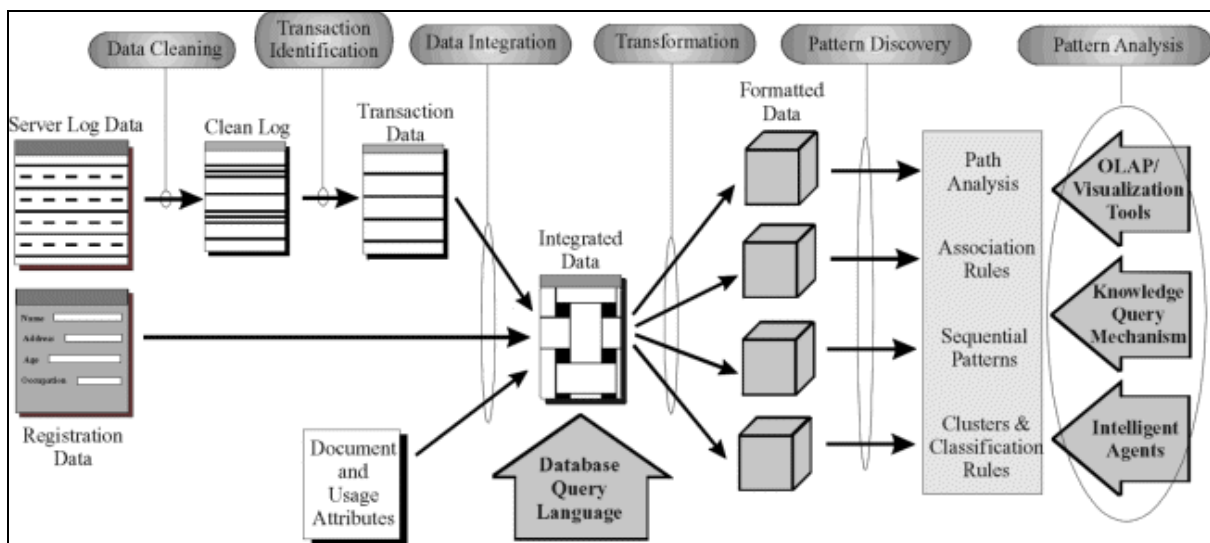 Data Cleaning
Transaction
Identification
Data Integration
Transformation
Pattern Discovery
Pattern Analysis
Server Log Data
Clean Log
Transaction
Data
Formatted
Data
Integrated
Data
Name
Address
Age
Occupation
Registration
Data
Document
and
Usage
Attributes
Database
Query
Language
Path
Analysis
Association
Rules
Sequential
Patterns
Clusters &
Classification
Rules
OLAP/
Visualization
Tools
Knowledge
Query
Mechanism
Intelligent
Agents